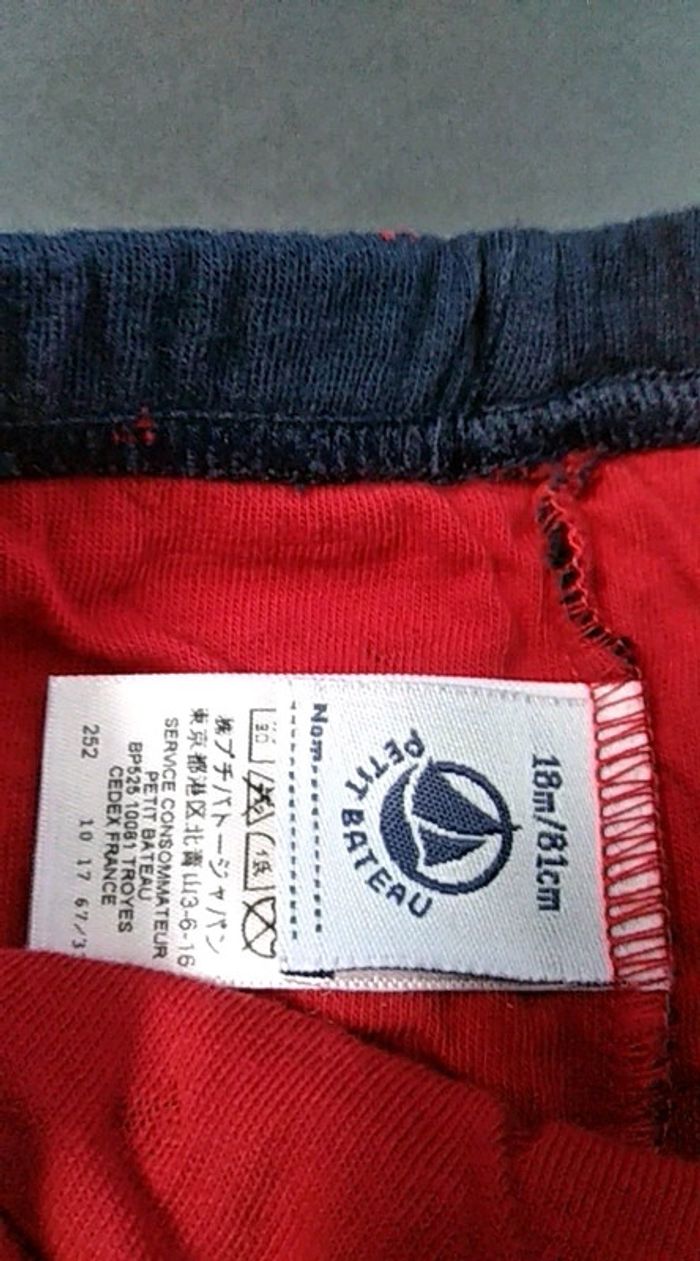 18m/81cm
PETIT BATEAU
Nom
㈱プチバトージャパン
東京都港区北青山3-6-16
SERVICE CONSOMMATEUR
PETIT BATEAU
BP525 10081 TROYES
CEDEX FRANCE
252 10 17 67/3